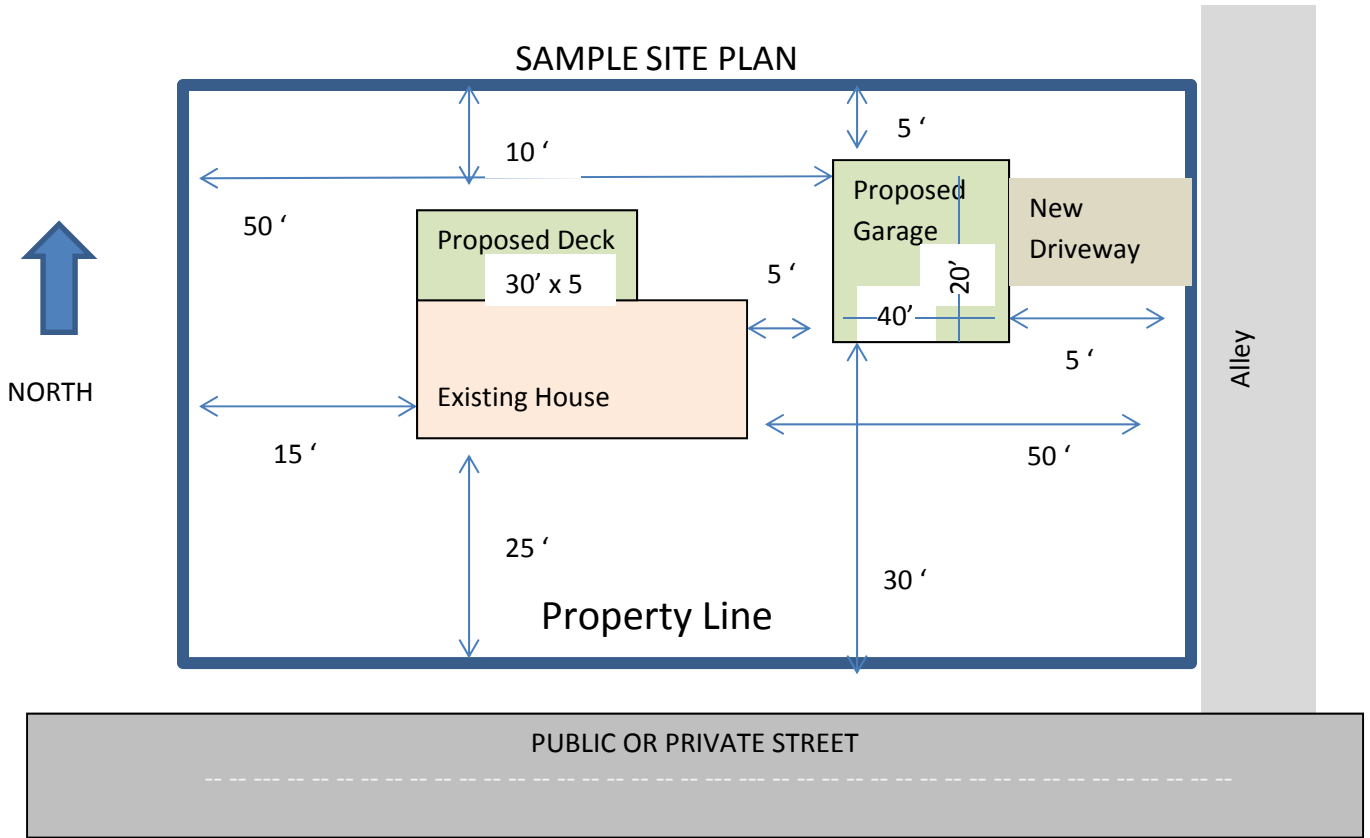 SAMPLE SITE PLAN
5 ‘
10 ‘
50 ‘
Proposed
Garage
New
Driveway
Proposed Deck
30’ x 5
5 ‘
20’
40’
5 ‘
NORTH
Existing House
Alley
15 ‘
50 ‘
25 ‘
30 ‘
Property Line
PUBLIC OR PRIVATE STREET